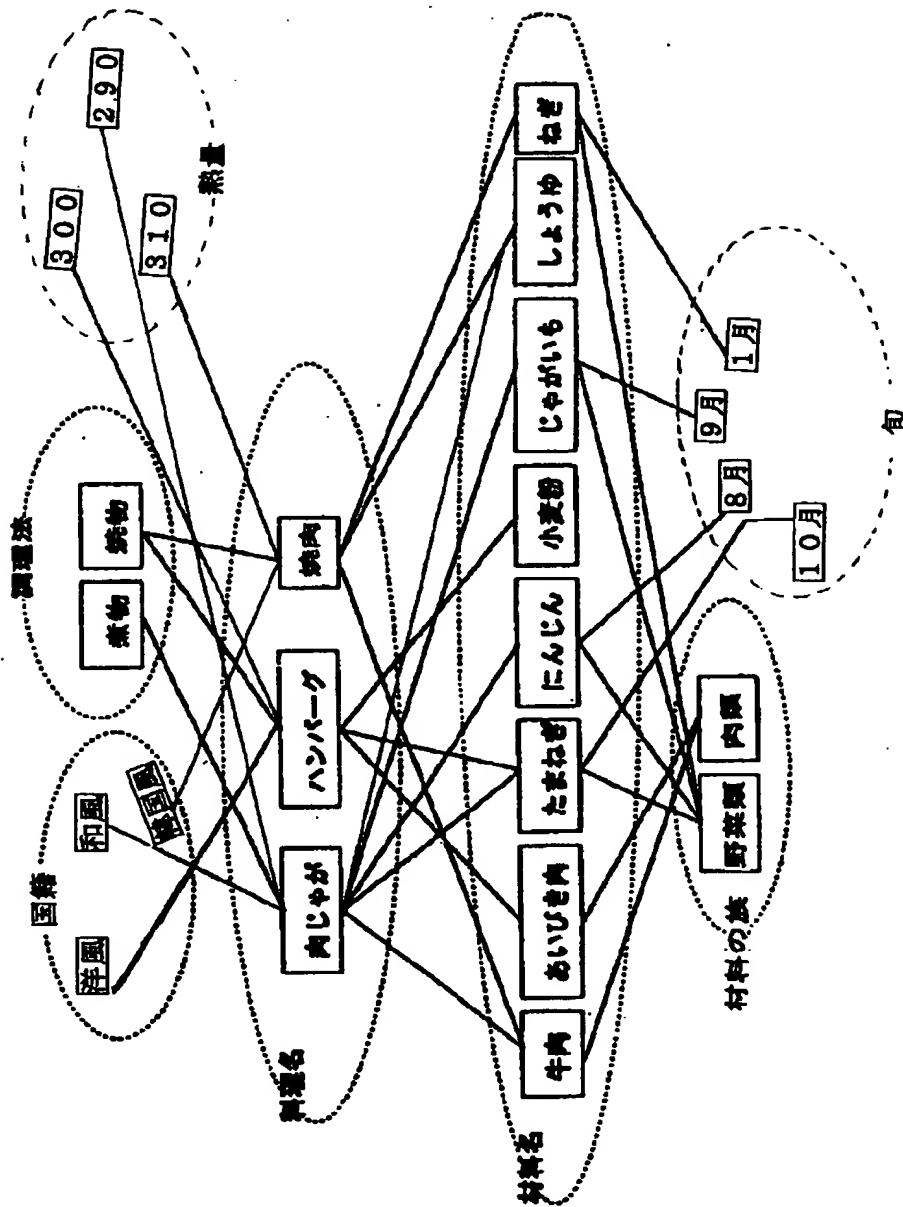 国籍
洋風
和風
韓国風
調理法
煮物
焼物
熱量
300
310
290
料理名
肉じゃが
ハンバーグ
焼肉
材料名
牛肉
あいびき肉
たまねぎ
にんじん
小麦粉
じゃがいも
しょうゆ
ねぎ
材料の族
野菜類
肉類
旬
10月
8月
9月
1月